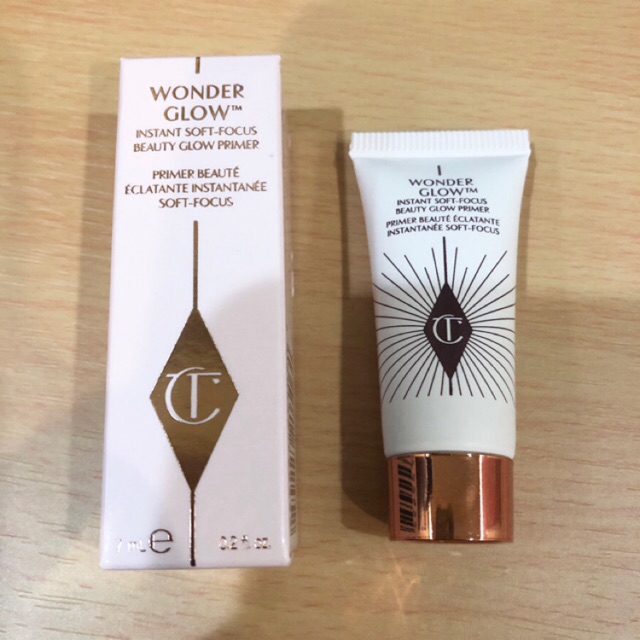 WONDER
GLOW™
INSTANT SOFT-FOCUS
BEAUTY GLOW PRIMER
PRIMER BEAUTÉ
ÉCLATANTE INSTANTANÉE
SOFT-FOCUS
CT
7 mL e 0.2 fl. oz.
WONDER
GLOW™
INSTANT SOFT-FOCUS
BEAUTY GLOW PRIMER
PRIMER BEAUTÉ ÉCLATANTE
INSTANTANÉE SOFT-FOCUS
CT